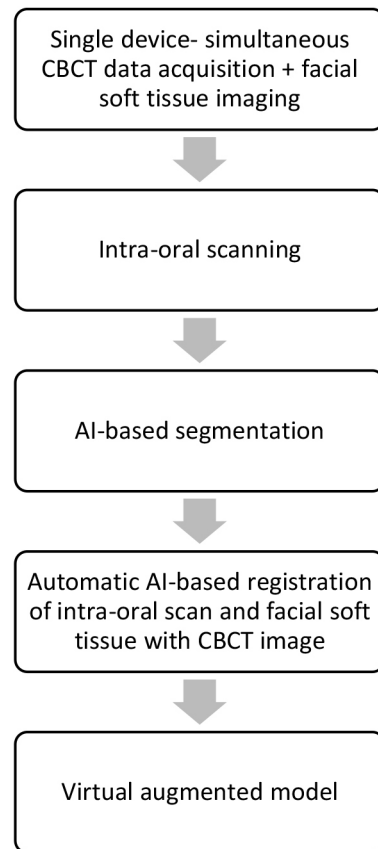 Single device- simultaneous
CBCT data acquisition + facial
soft tissue imaging
Intra-oral scanning
AI-based segmentation
Automatic AI-based registration
of intra-oral scan and facial soft
tissue with CBCT image
Virtual augmented model